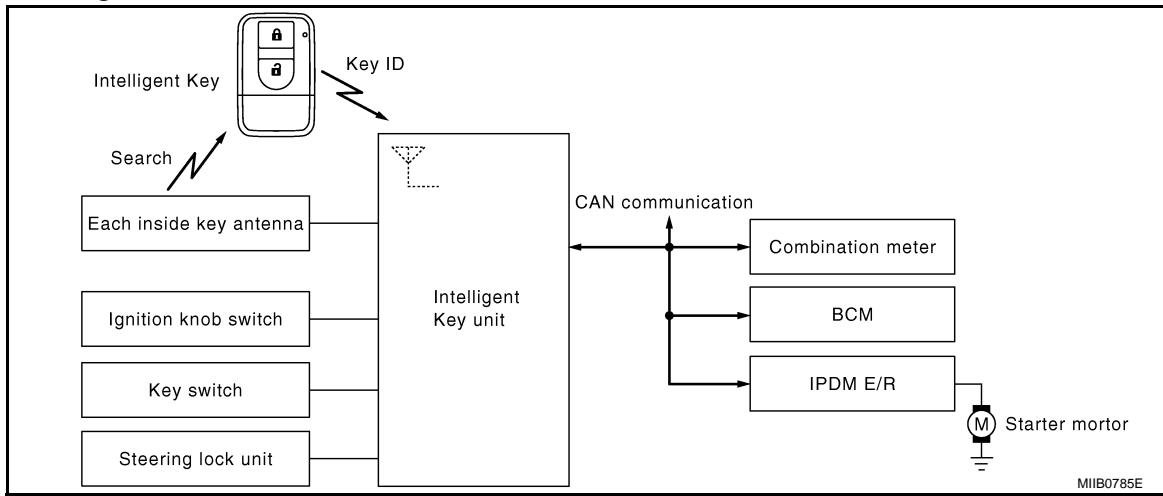 Intelligent Key
Key ID
Search
Each inside key antenna
Ignition knob switch
Key switch
Steering lock unit
Intelligent
Key unit
CAN communication
Combination meter
BCM
IPDM E/R
M
Starter mortor
MIIB0785E